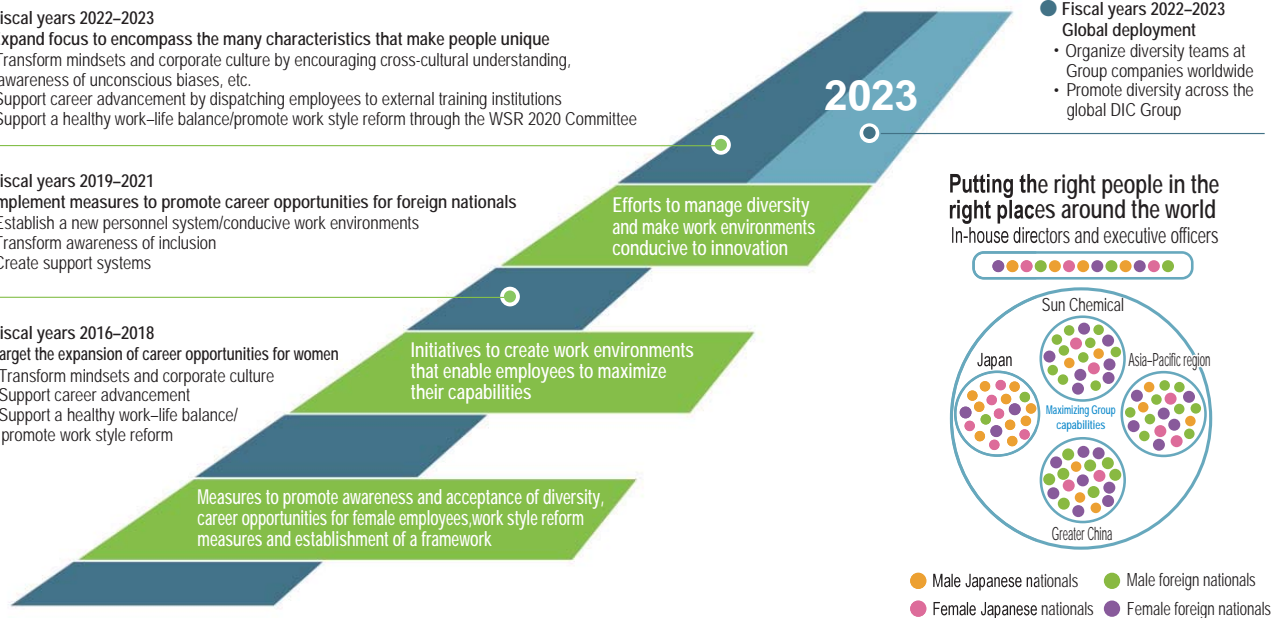 iscal years 2022–2023
xpand focus to encompass the many characteristics that make people unique
Transform mindsets and corporate culture by encouraging cross-cultural understanding,
awareness of unconscious biases, etc.
Support career advancement by dispatching employees to external training institutions
Support a healthy work–life balance/promote work style reform through the WSR 2020 Committee
iscal years 2019–2021
mplement measures to promote career opportunities for foreign nationals
Establish a new personnel system/conducive work environments
Transform awareness of inclusion
Create support systems
iscal years 2016–2018
arget the expansion of career opportunities for women
Transform mindsets and corporate culture
Support career advancement
Support a healthy work–life balance/
promote work style reform
2023
Efforts to manage diversity
and make work environments
conducive to innovation
Initiatives to create work environments
that enable employees to maximize
their capabilities
Measures to promote awareness and acceptance of diversity,
career opportunities for female employees,work style reform
measures and establishment of a framework
Fiscal years 2022–2023
Global deployment
• Organize diversity teams at
Group companies worldwide
• Promote diversity across the
global DIC Group
Putting the right people in the
right places around the world
In-house directors and executive officers
Sun Chemical
Japan
Asia–Pacific region
Maximizing Group
capabilities
Greater China
Male Japanese nationals
Male foreign nationals
Female Japanese nationals
Female foreign nationals